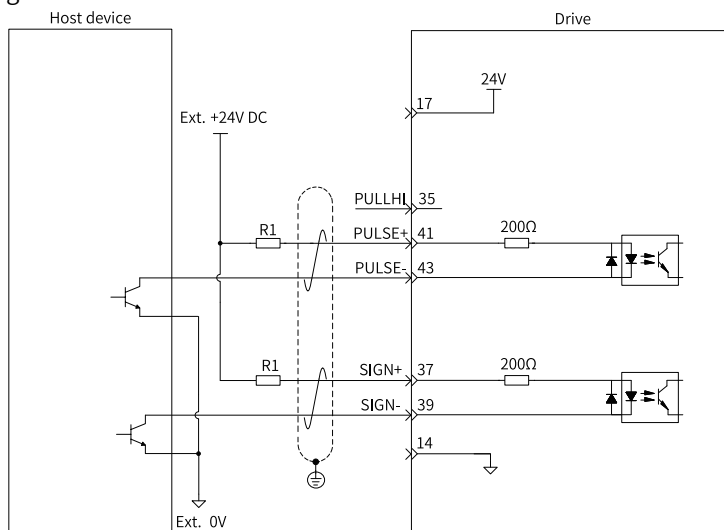 g
Host device
Drive
24V
17
Ext. +24V DC
PULLHI 35
R1
PULSE+ 41
200Ω
PULSE- 43
R1
SIGN+ 37
200Ω
SIGN- 39
14
Ext. 0V